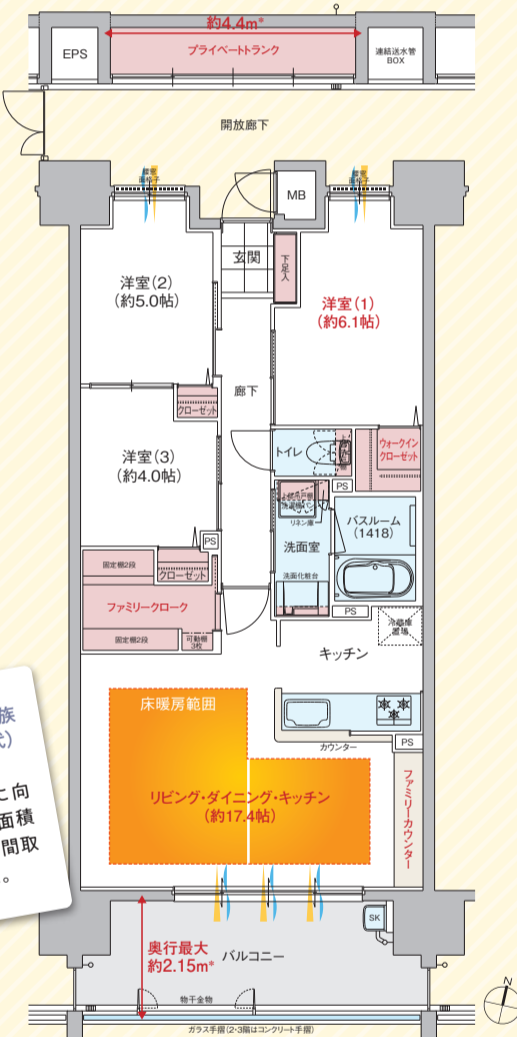 約4.4m*
EPS
プライベートトランク
連結送水管
BOX
開放廊下
MB
玄関
下足入
洋室(2)
(約5.0帖)
洋室(1)
(約6.1帖)
廊下
クローゼット
トイレ
ウォークイン
クローゼット
洋室(3)
(約4.0帖)
PS
PS
リネン庫
バスルーム
(1418)
洗面室
固定棚2段
クローゼット
洗面化粧台
ファミリークローク
PS
固定棚2段
可動棚
3枚
冷蔵庫
置場
キッチン
床暖房範囲
カウンター
PS
リビング・ダイニング・キッチン
(約17.4帖)
ファミリーカウンター
族
代)
に向
面積
間取
。
奥行最大
約2.15m*
バルコニー
SK
物干金物
ガラス手摺(2・3階はコンクリート手摺)
N